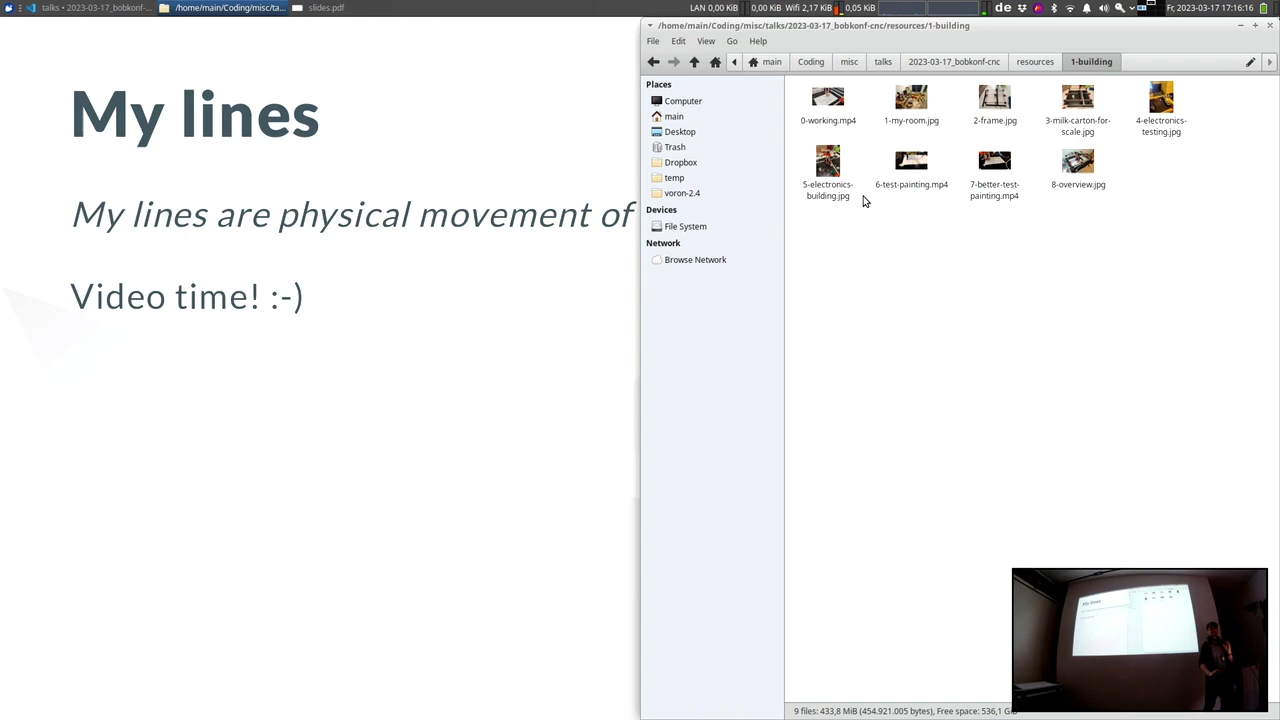 talks • 2023-03-17_bobkonf-...
/home/main/Coding/misc/ta...
slides.pdf
LAN 0,00 KiB
0,00 KiB Wifi 2,17 KiB
0,05 KiB
de
Fr, 2023-03-17 17:16:16
My lines
My lines are physical movement of
Video time! :-)
/home/main/Coding/misc/talks/2023-03-17_bobkonf-cnc/resources/1-building
File Edit View Go Help
main Coding misc talks 2023-03-17_bobkonf-cnc resources 1-building
Places
Computer
main
Desktop
Trash
Dropbox
temp
voron-2.4
Devices
File System
Network
Browse Network
0-working.mp4
1-my-room.jpg
2-frame.jpg
3-milk-carton-for-
scale.jpg
4-electronics-
testing.jpg
5-electronics-
building.jpg
6-test-painting.mp4
7-better-test-
painting.mp4
8-overview.jpg
9 files: 433,8 MiB (454.921.005 bytes), Free space: 536,1
My lines